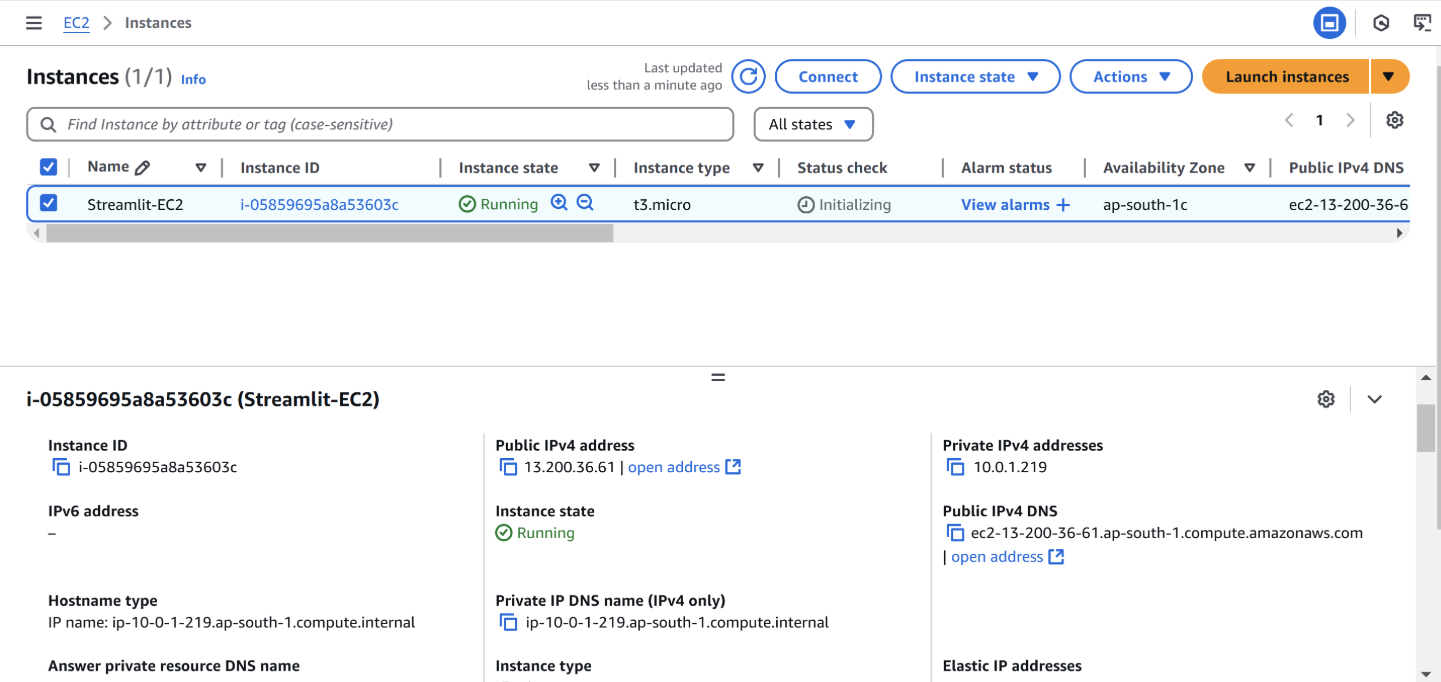 EC2 > Instances
Instances (1/1) Info
Last updated
less than a minute ago
Connect
Instance state
Actions
Launch instances
Find Instance by attribute or tag (case-sensitive)
All states
1
Name Instance ID Instance state Instance type Status check Alarm status Availability Zone Public IPv4 DNS
Streamlit-EC2 i-05859695a8a53603c Running t3.micro Initializing View alarms + ap-south-1c ec2-13-200-36-6
i-05859695a8a53603c (Streamlit-EC2)
Instance ID
i-05859695a8a53603c
Public IPv4 address
13.200.36.61 | open address
Private IPv4 addresses
10.0.1.219
IPv6 address
–
Instance state
Running
Public IPv4 DNS
ec2-13-200-36-61.ap-south-1.compute.amazonaws.com
| open address
Hostname type
IP name: ip-10-0-1-219.ap-south-1.compute.internal
Private IP DNS name (IPv4 only)
ip-10-0-1-219.ap-south-1.compute.internal
Answer private resource DNS name
Instance type
Elastic IP addresses